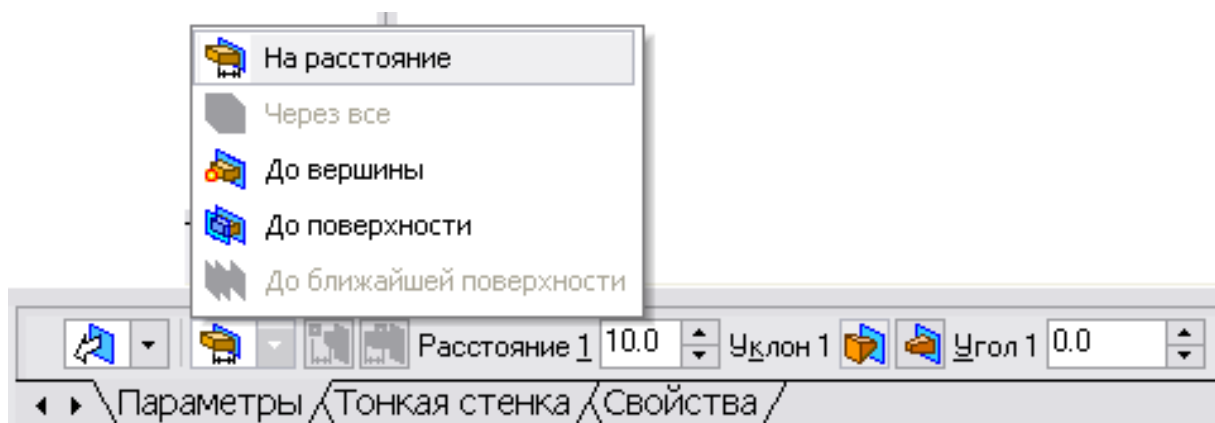 На расстояние
Через все
До вершины
До поверхности
До ближайшей поверхности
Расстояние 1 10.0 Уклон 1 Угол 1 0.0
Параметры Тонкая стенка Свойства